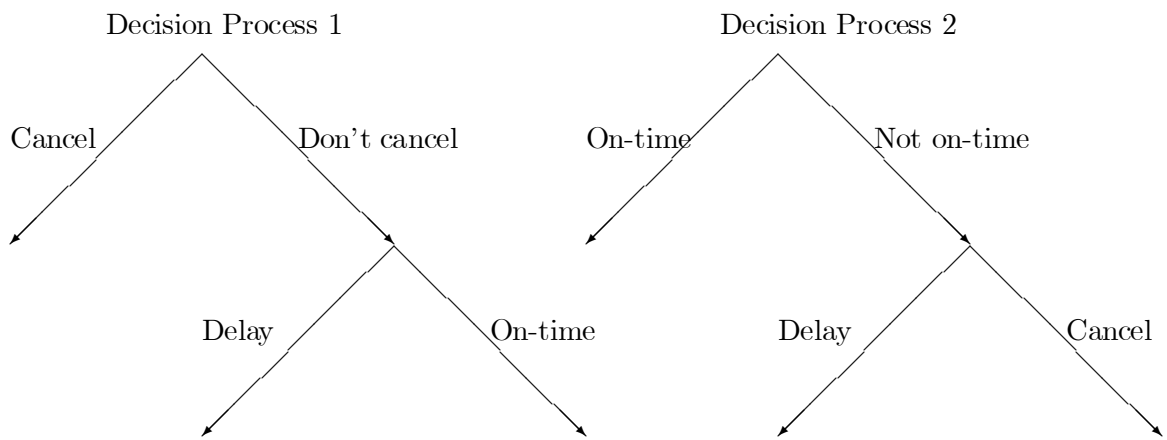 Decision Process 1
Cancel
Don't cancel
Delay
On-time
Decision Process 2
On-time
Not on-time
Delay
Cancel